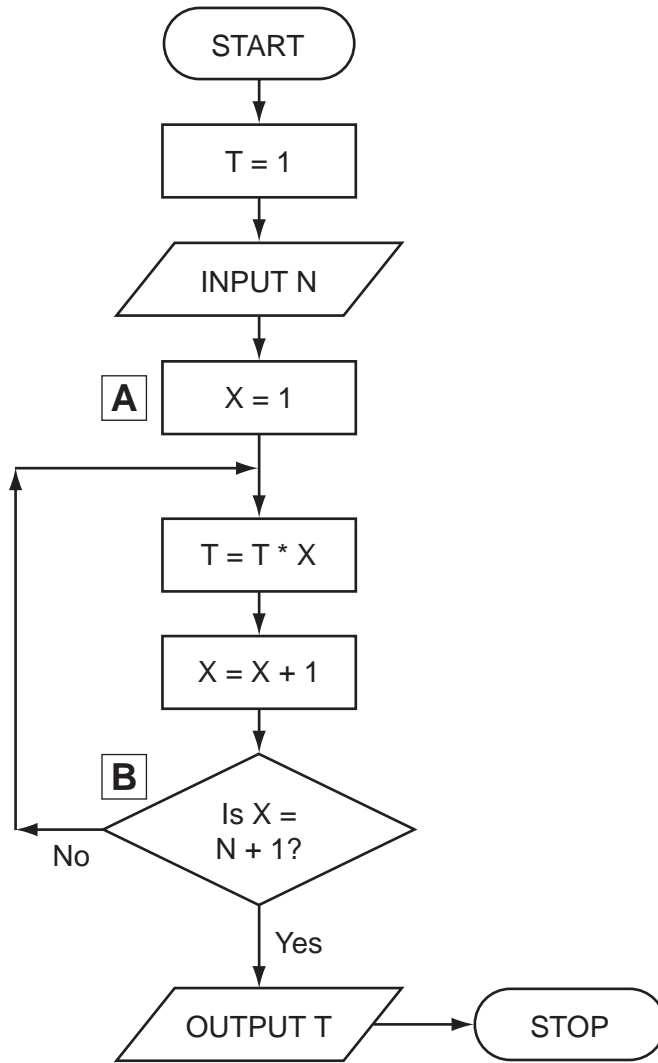 START
T = 1
INPUT N
A
X = 1
T = T * X
X = X + 1
B
Is X =
N + 1?
No
Yes
OUTPUT T
STOP